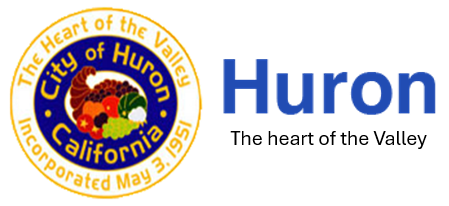 The Heart of the Valley
City of Huron
California
Incorporated May 3, 1951
Huron
The heart of the Valley